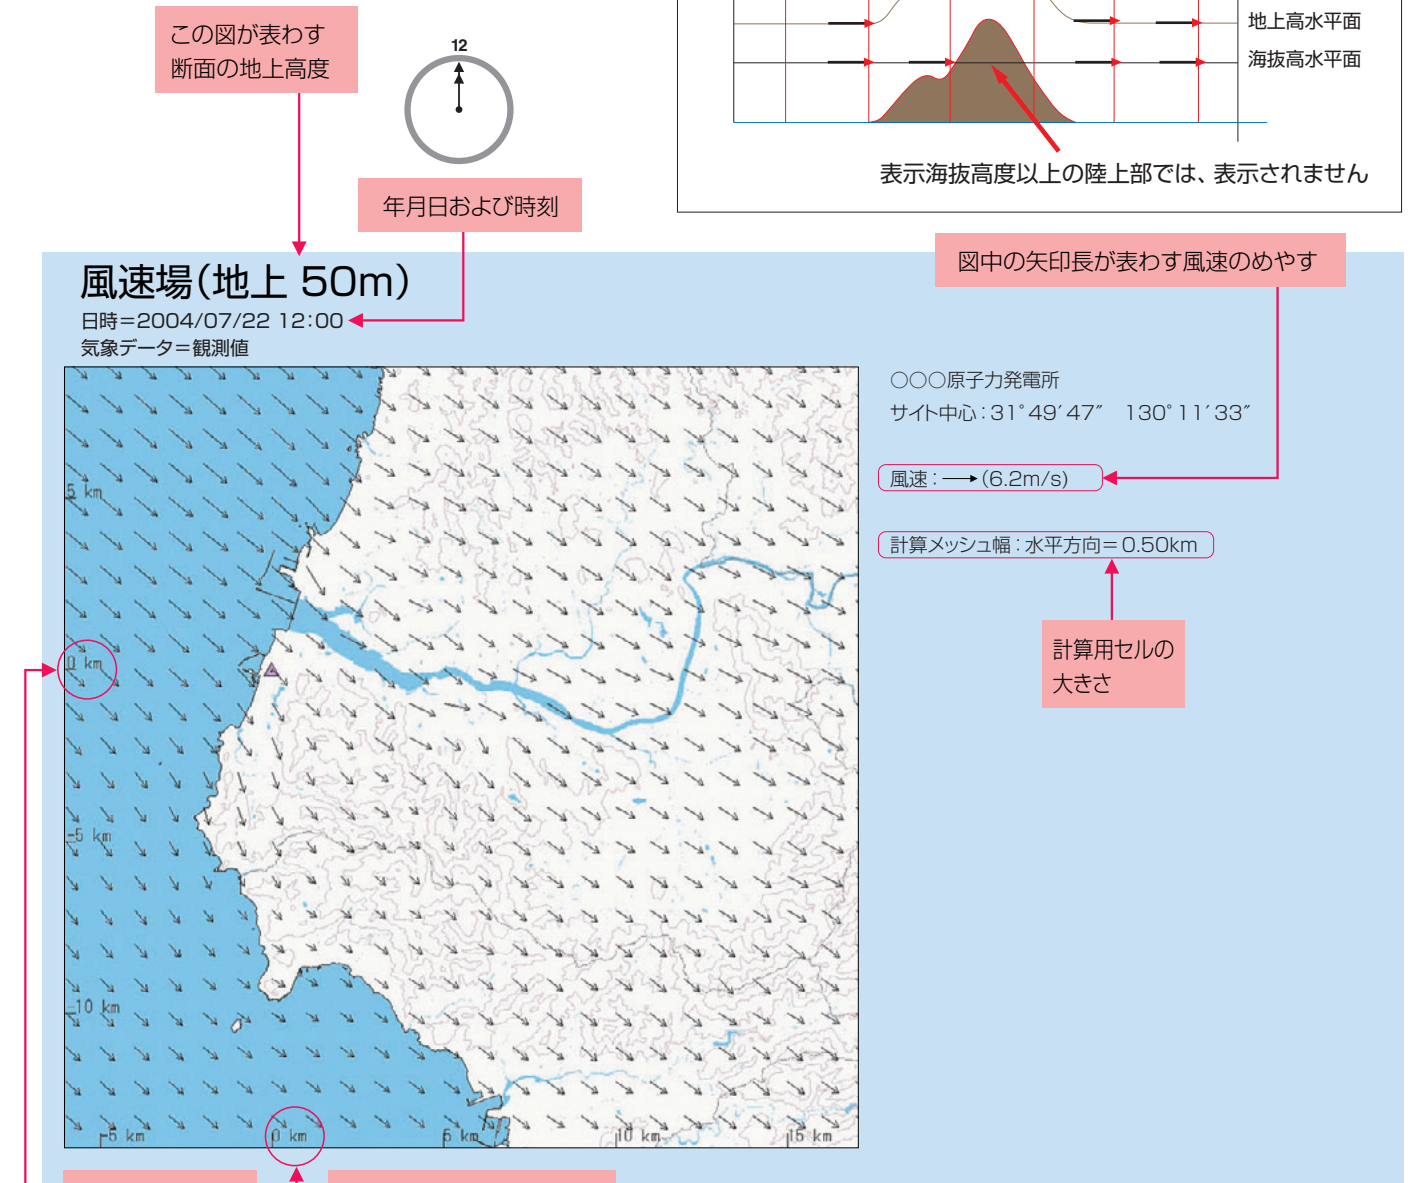 この図が表わす
断面の地上高度
12
年月日および時刻
地上高水平面
海抜高水平面
表示海抜高度以上の陸上部では、表示されません
図中の矢印長が表わす風速のめやす
風速場(地上 50m)
日時=2004/07/22 12:00
気象データ=観測値
○○○原子力発電所
サイト中心:31°49′47″ 130°11′33″
風速:→(6.2m/s)
計算メッシュ幅:水平方向=0.50km
計算用セルの
大きさ
5 km
0 km
-5 km
-10 km
-5 km
0 km
5 km
10 km
15 km